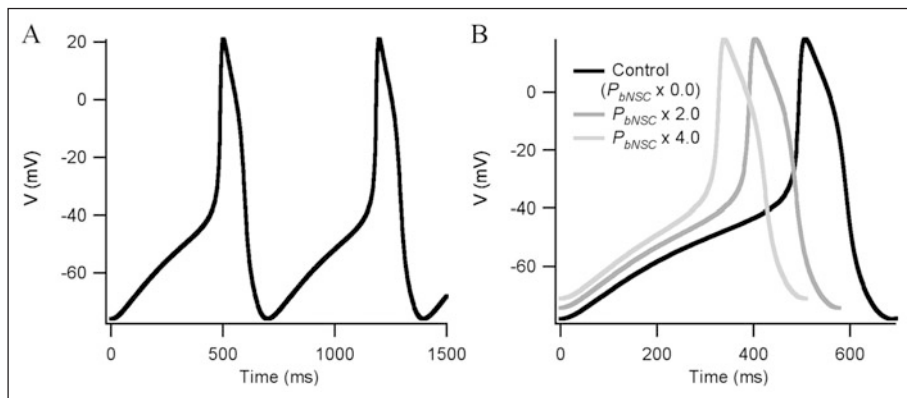 A
20
0
-20
-40
-60
V (mV)
0
500
1000
1500
Time (ms)
B
Control
(PbNSC x 0.0)
PbNSC x 2.0
PbNSC x 4.0
0
-20
-40
-60
V (mV)
0
200
400
600
Time (ms)